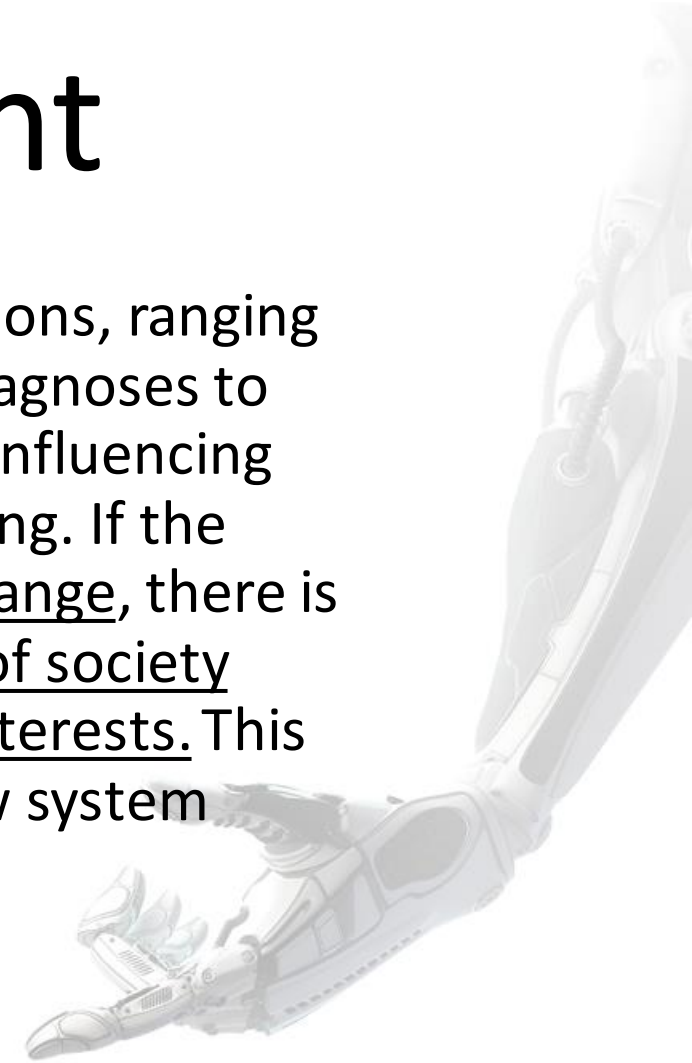 nt
ons, ranging
agnoses to
nfluencing
ng. If the
ange, there is
of society
terests. This
system